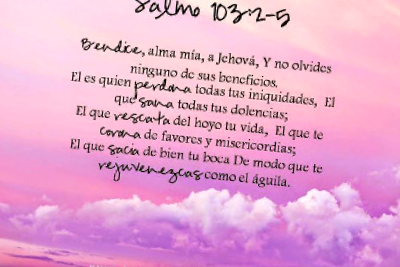 Salmo 103:2-5
Bendice, alma mía, a Jehová, Y no olvides
ninguno de sus beneficios.
El es quien perdona todas tus iniquidades, El
que sana todas tus dolencias;
El que rescata del hoyo tu vida, El que te
corona de favores y misericordias;
El que sacia de bien tu boca De modo que te
rejuvenezcas como el águila.